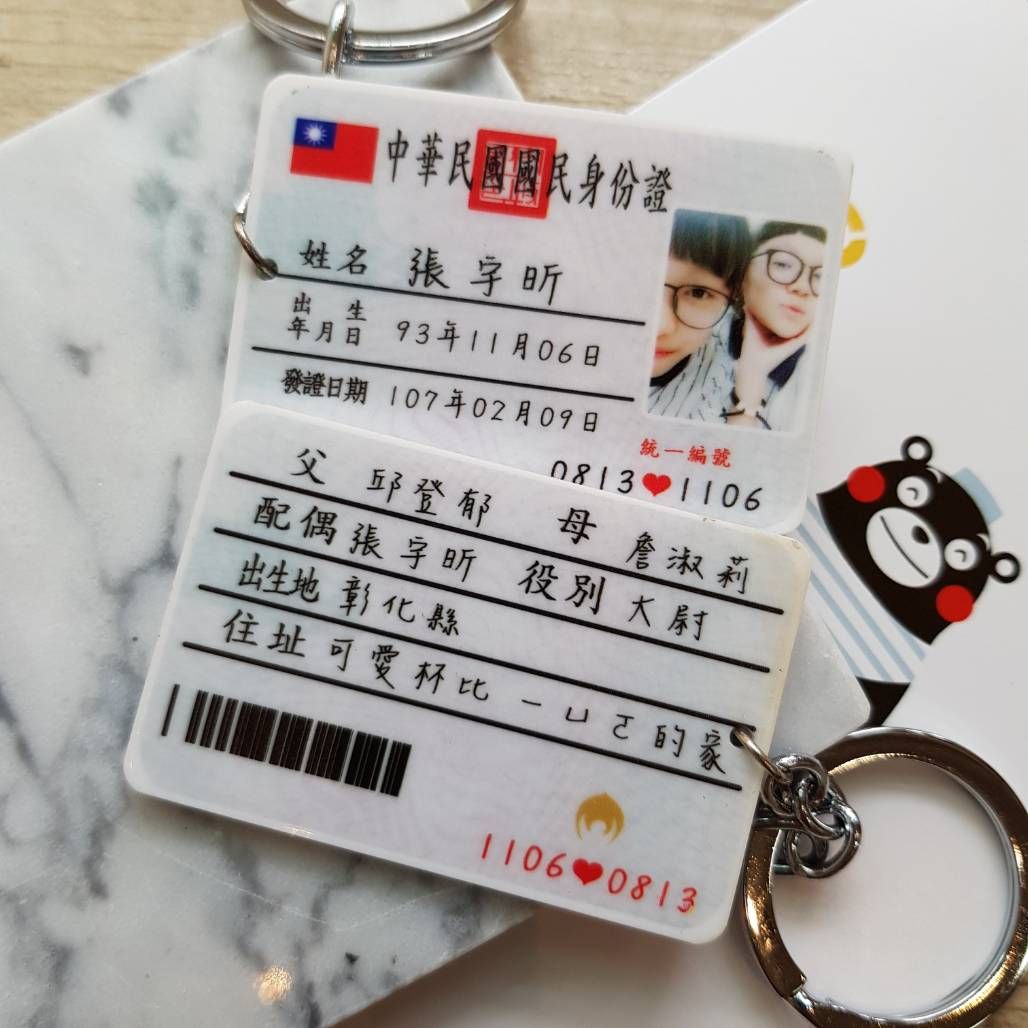 中華民國國民身份證
姓名 張字昕
出生年月日 93年11月06日
發證日期 107年02月09日
統一編號
0813❤1106
父 邱登郁 母 詹淑莉
配偶 張字昕 役別 大尉
出生地 彰化縣
住址 可愛杯比ㄧㄩㄛ的家
1106❤0813